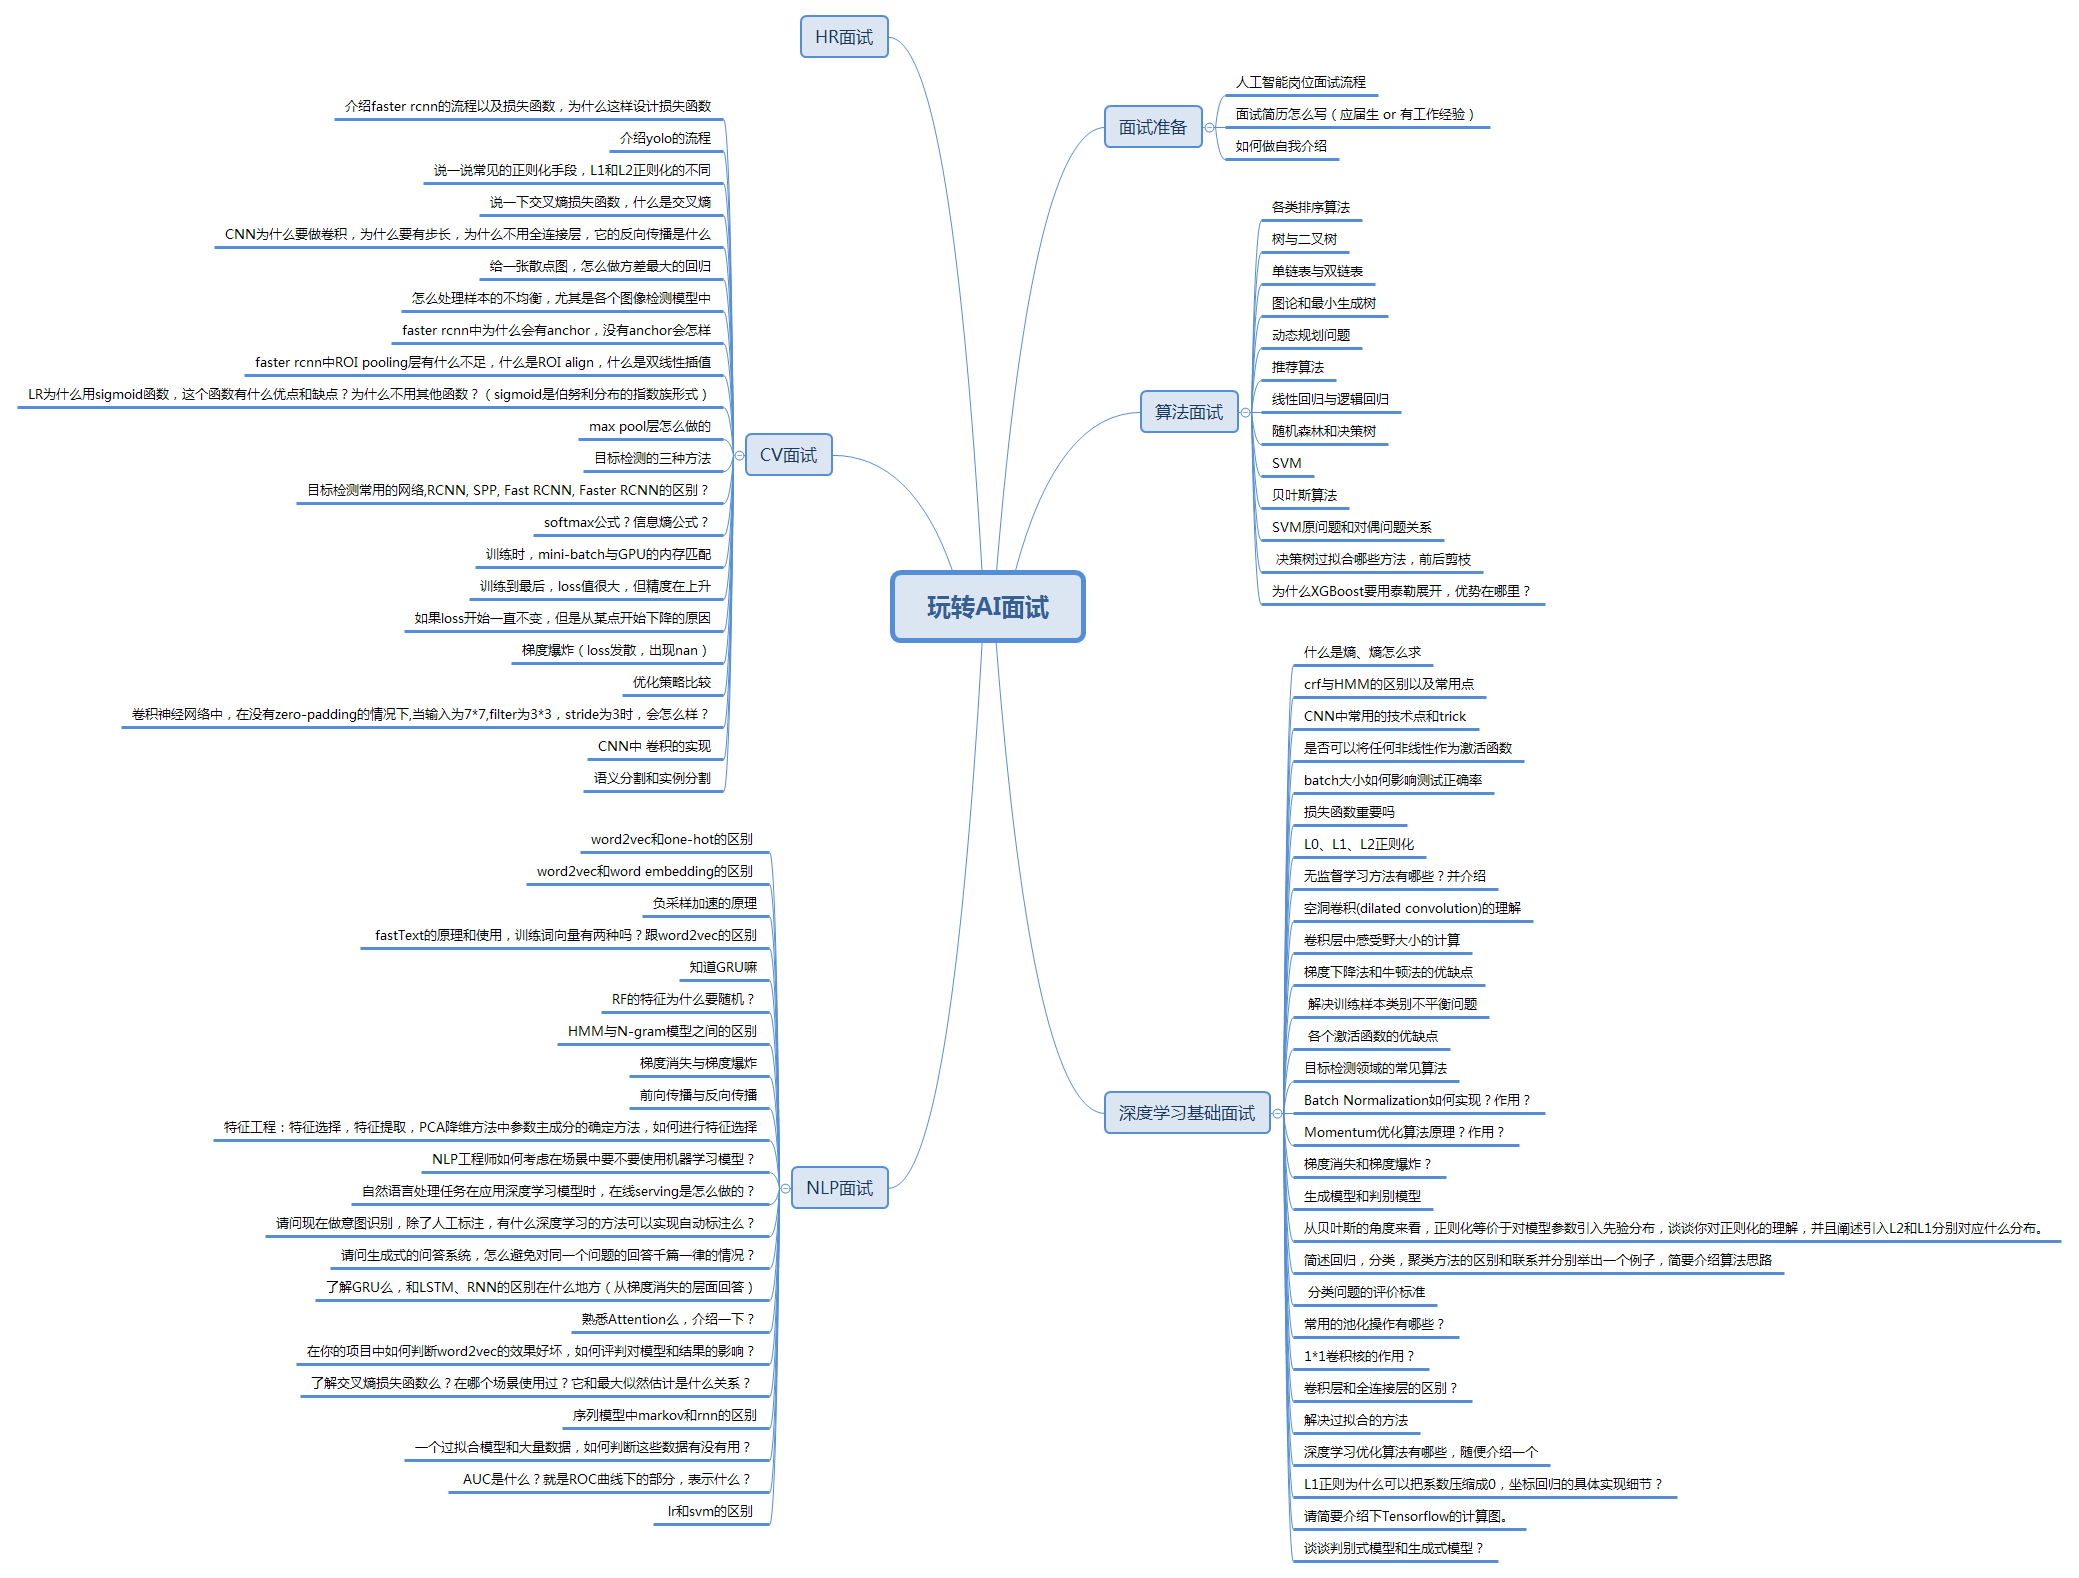 玩转AI面试
HR面试
面试准备
人工智能岗位面试流程
面试简历怎么写（应届生 or 有工作经验）
如何做自我介绍
算法面试
各类排序算法
树与二叉树
单链表与双链表
图论和最小生成树
动态规划问题
推荐算法
线性回归与逻辑回归
随机森林和决策树
SVM
贝叶斯算法
SVM原问题和对偶问题关系
决策树过拟合哪些方法，前后剪枝
为什么XGBoost要用泰勒展开，优势在哪里？
深度学习基础面试
什么是熵、熵怎么求
crf与HMM的区别以及常用点
CNN中常用的技术点和trick
是否可以将任何非线性作为激活函数
batch大小如何影响测试正确率
损失函数重要吗
L0、L1、L2正则化
无监督学习方法有哪些？并介绍
空洞卷积(dilated convolution)的理解
卷积层中感受野大小的计算
梯度下降法和牛顿法的优缺点
解决训练样本类别不平衡问题
各个激活函数的优缺点
目标检测领域的常见算法
Batch Normalization如何实现？作用？
Momentum优化算法原理？作用？
梯度消失和梯度爆炸？
生成模型和判别模型
从贝叶斯的角度来看，正则化等价于对模型参数引入先验分布，谈谈你对正则化的理解，并且阐述引入L2和L1分别对应什么分布。
简述回归，分类，聚类方法的区别和联系并分别举出一个例子，简要介绍算法思路
分类问题的评价标准
常用的池化操作有哪些？
1*1卷积核的作用？
卷积层和全连接层的区别？
解决过拟合的方法
深度学习优化算法有哪些，随便介绍一个
L1正则为什么可以把系数压缩成0，坐标回归的具体实现细节？
请简要介绍下Tensorflow的计算图。
谈谈判别式模型和生成式模型？
CV面试
介绍faster rcnn的流程以及损失函数，为什么这样设计损失函数
介绍yolo的流程
说一说常见的正则化手段，L1和L2正则化的不同
说一下交叉熵损失函数，什么是交叉熵
CNN为什么要做卷积，为什么要有步长，为什么不用全连接层，它的反向传播是什么
给一张散点图，怎么做方差最大的回归
怎么处理样本的不均衡，尤其是各个图像检测模型中
faster rcnn中为什么会有anchor，没有anchor会怎样
faster rcnn中ROI pooling层有什么不足，什么是ROI align，什么是双线性插值
LR为什么用sigmoid函数，这个函数有什么优点和缺点？为什么不用其他函数？（sigmoid是伯努利分布的指数族形式）
max pool层怎么做的
目标检测的三种方法
目标检测常用的网络,RCNN, SPP, Fast RCNN, Faster RCNN的区别？
softmax公式？信息熵公式？
训练时，mini-batch与GPU的内存匹配
训练到最后，loss值很大，但精度在上升
如果loss开始一直不变，但是从某点开始下降的原因
梯度爆炸（loss发散，出现nan）
优化策略比较
卷积神经网络中，在没有zero-padding的情况下,当输入为7*7,filter为3*3，stride为3时，会怎么样？
CNN中 卷积的实现
语义分割和实例分割
NLP面试
word2vec和one-hot的区别
word2vec和word embedding的区别
负采样加速的原理
fastText的原理和使用，训练词向量有两种吗？跟word2vec的区别
知道GRU嘛
RF的特征为什么要随机？
HMM与N-gram模型之间的区别
梯度消失与梯度爆炸
前向传播与反向传播
特征工程：特征选择，特征提取，PCA降维方法中参数主成分的确定方法，如何进行特征选择
NLP工程师如何考虑在场景中要不要使用机器学习模型？
自然语言处理任务在应用深度学习模型时，在线serving是怎么做的？
请问现在做意图识别，除了人工标注，有什么深度学习的方法可以实现自动标注么？
请问生成式的问答系统，怎么避免对同一个问题的回答千篇一律的情况？
了解GRU么，和LSTM、RNN的区别在什么地方（从梯度消失的层面回答）
熟悉Attention么，介绍一下？
在你的项目中如何判断word2vec的效果好坏，如何评判对模型和结果的影响？
了解交叉熵损失函数么？在哪个场景使用过？它和最大似然估计是什么关系？
序列模型中markov和rnn的区别
一个过拟合模型和大量数据，如何判断这些数据有没有用？
AUC是什么？就是ROC曲线下的部分，表示什么？
lr和svm的区别